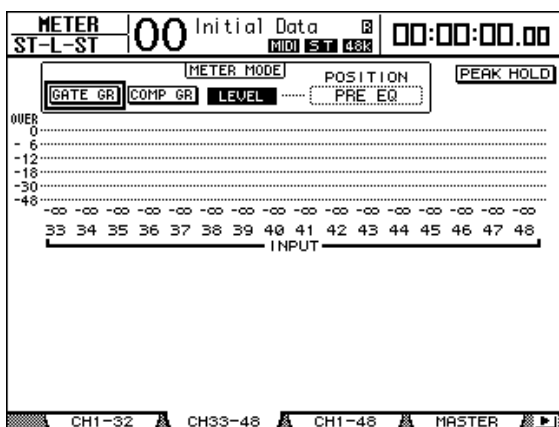 METER
ST-L-ST
00
Initial Data
R
MIDI ST 48k
00:00:00.00
METER MODE
POSITION
PEAK HOLD
GATE GR COMP GR LEVEL PRE EQ
OVER
0
- 6
-12
-18
-30
-48
-∞ -∞ -∞ -∞ -∞ -∞ -∞ -∞ -∞ -∞ -∞ -∞ -∞ -∞ -∞ -∞
33 34 35 36 37 38 39 40 41 42 43 44 45 46 47 48
INPUT
CH1-32 CH33-48 CH1-48 MASTER